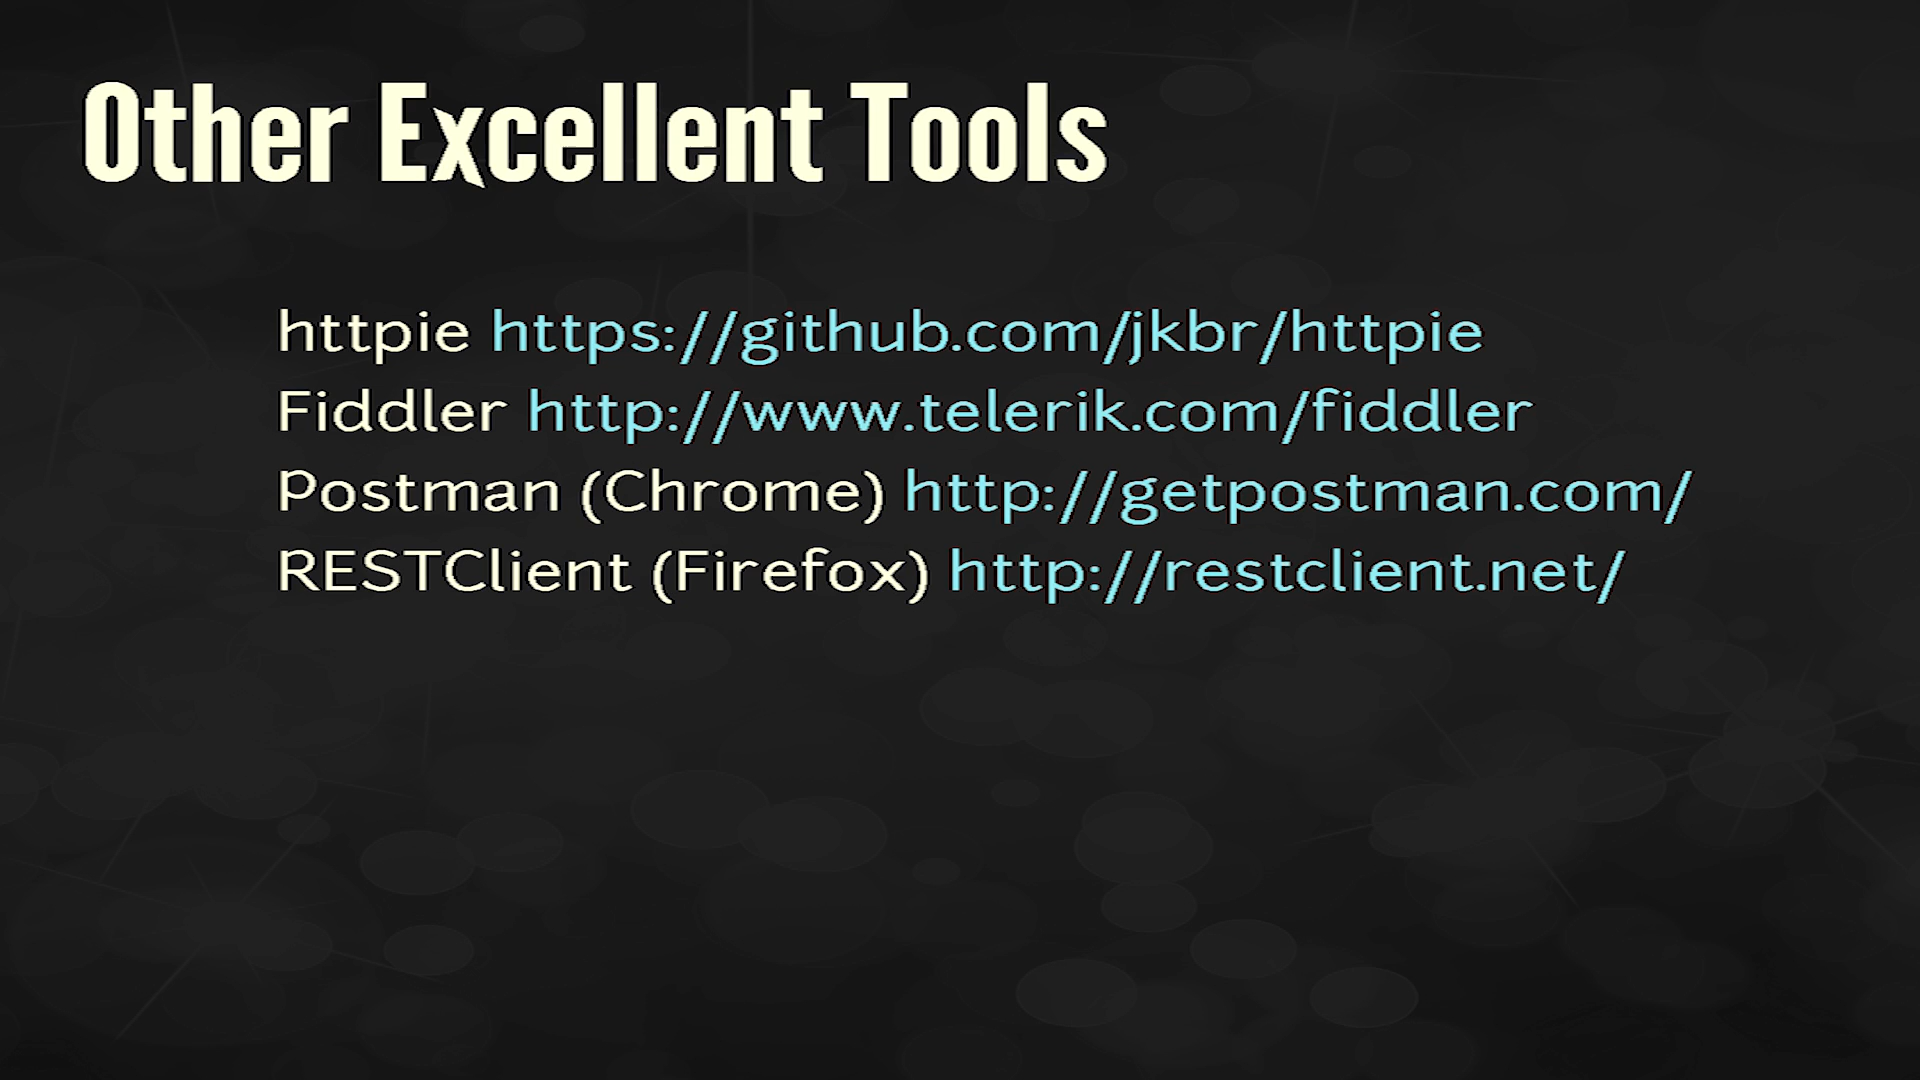 Other Excellent Tools
httpie https://github.com/jkbr/httpie
Fiddler http://www.telerik.com/fiddler
Postman (Chrome) http://getpostman.com/
RESTClient (Firefox) http://restclient.net/